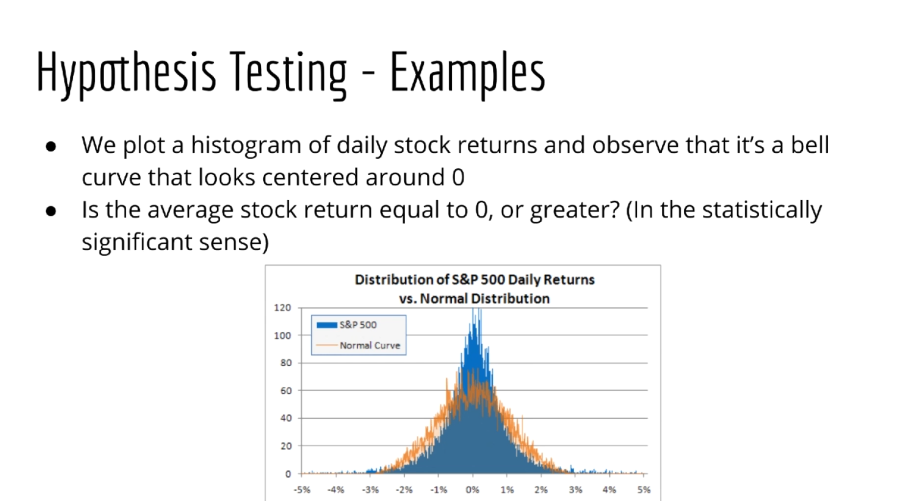 Hypothesis Testing - Examples
● We plot a histogram of daily stock returns and observe that it’s a bell
curve that looks centered around 0
● Is the average stock return equal to 0, or greater? (In the statistically
significant sense)
Distribution of S&P 500 Daily Returns
vs. Normal Distribution
120
S&P 500
100
Normal Curve
80
60
40
20
0
-5% -4% -3% -2% -1% 0% 1% 2% 3% 4% 5%